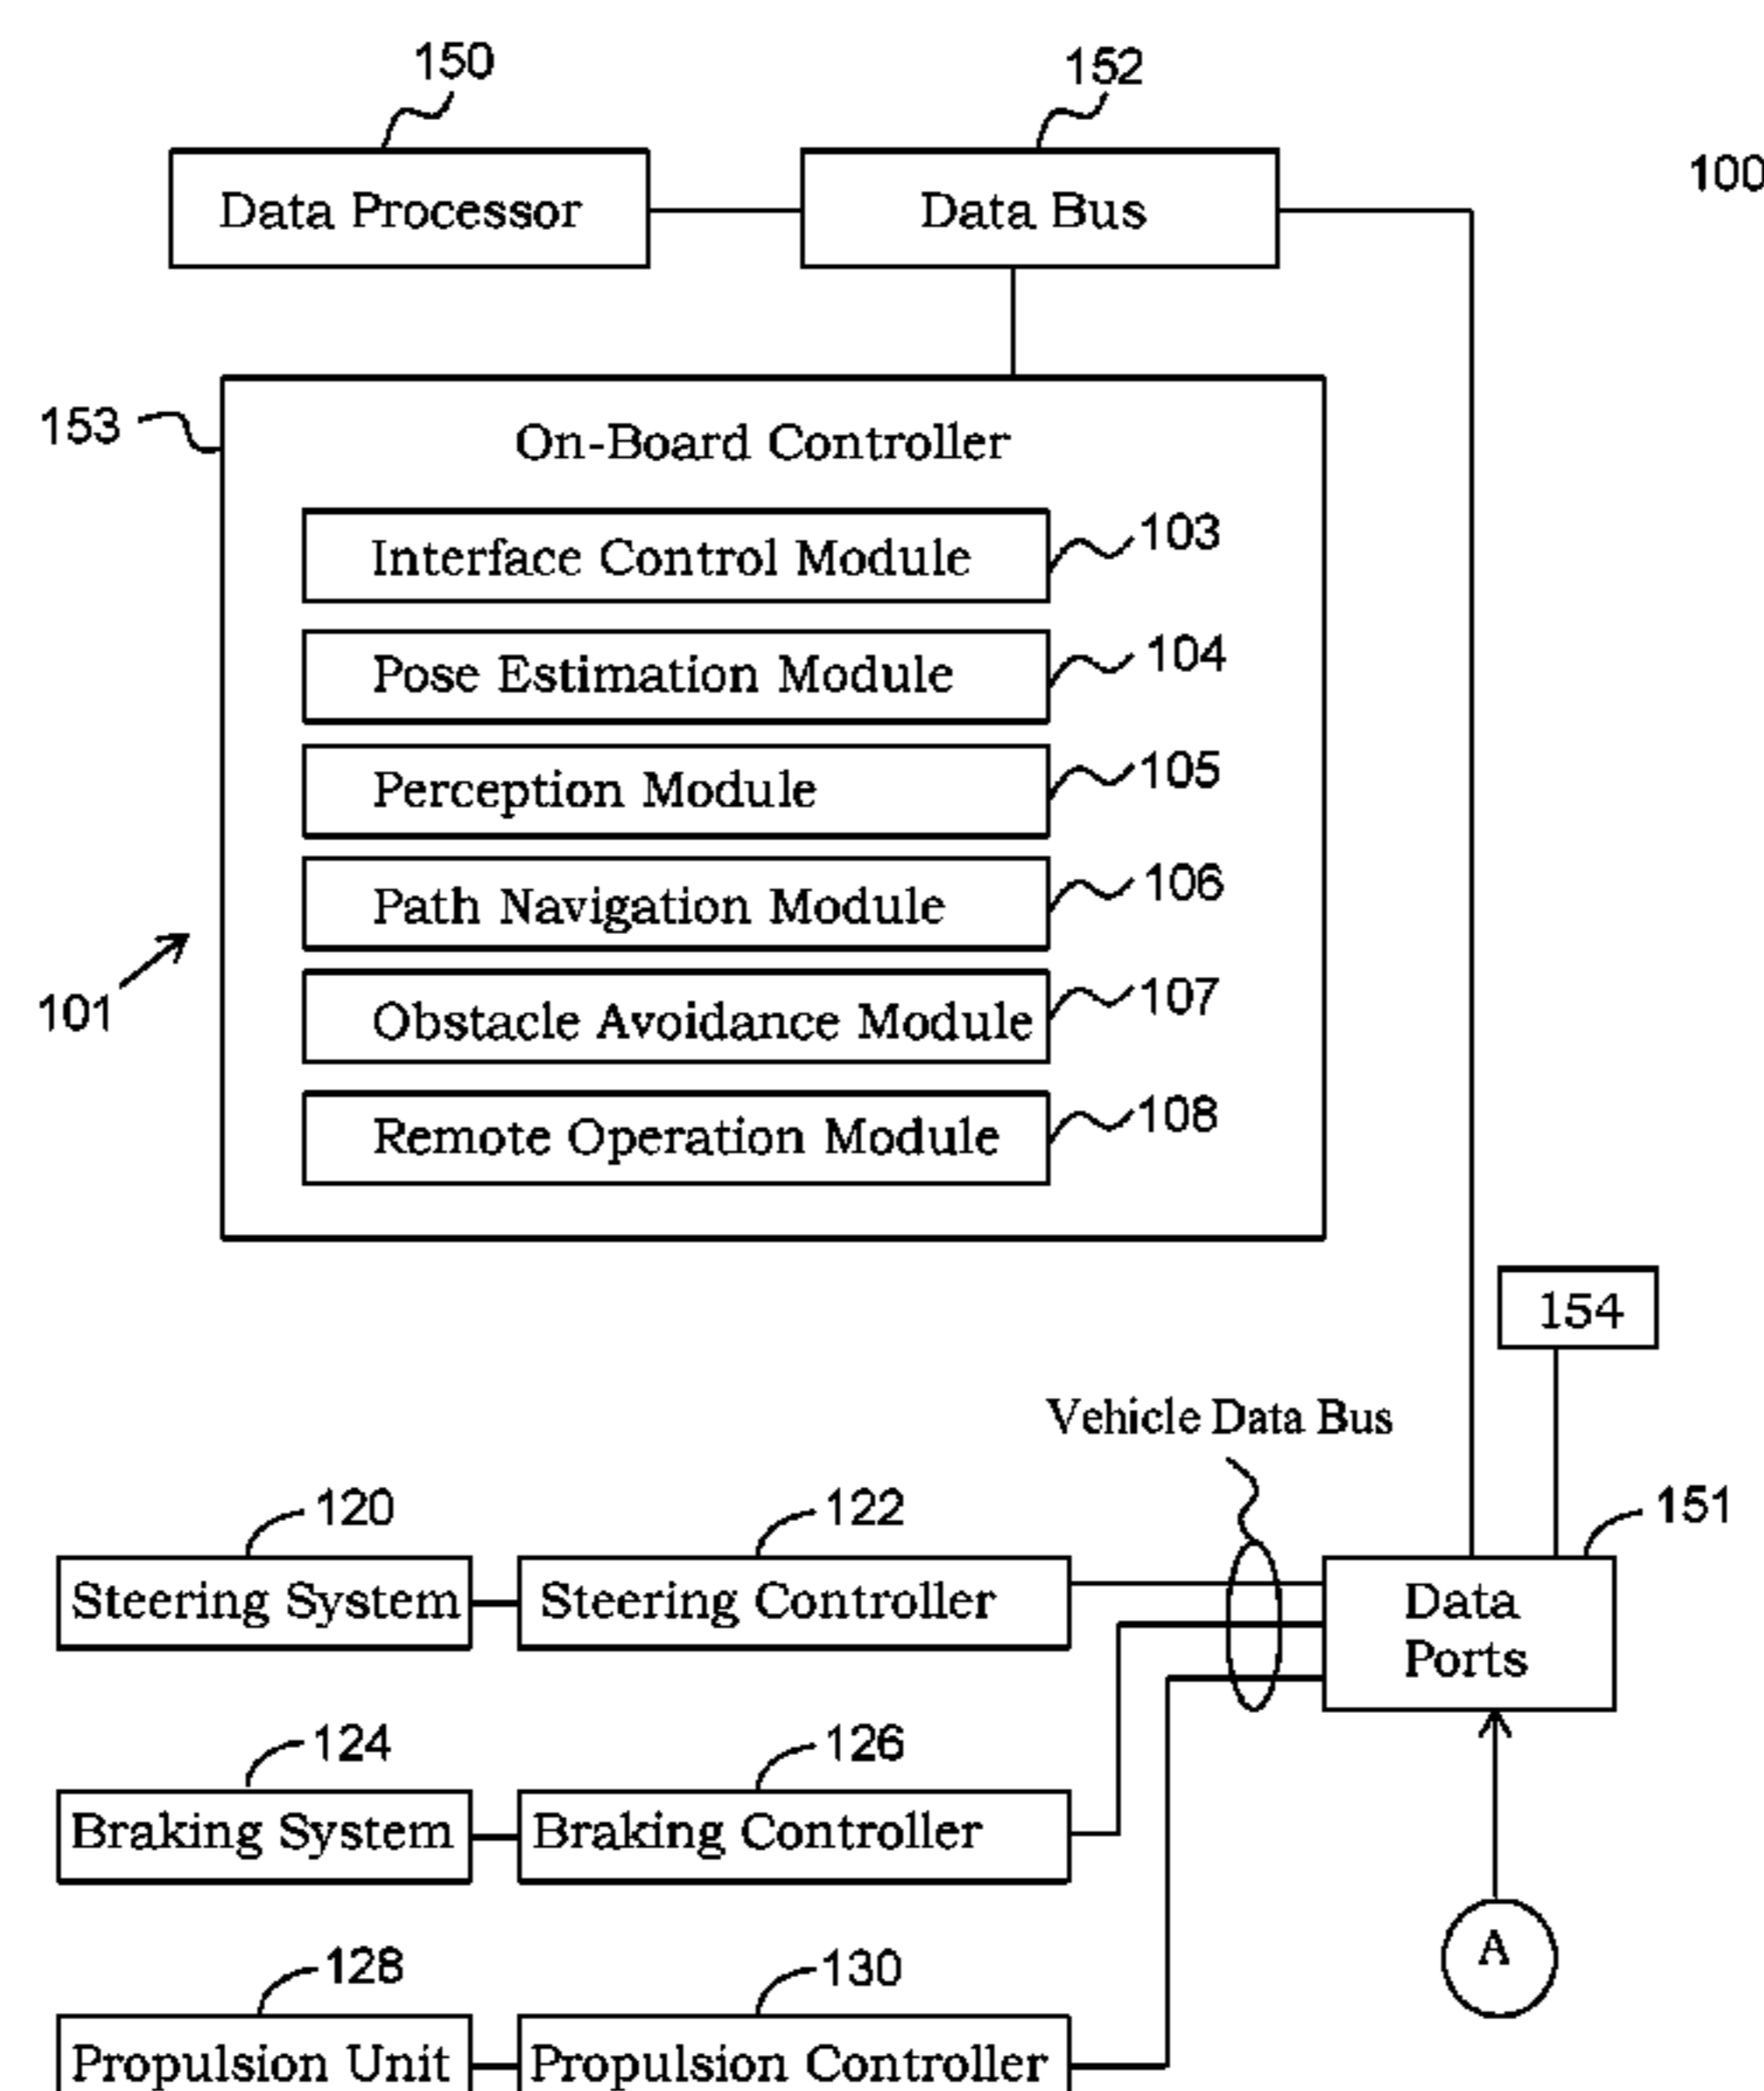 150
152
100
Data Processor
Data Bus
153
On-Board Controller
Interface Control Module
103
Pose Estimation Module
104
Perception Module
105
Path Navigation Module
106
101
Obstacle Avoidance Module
107
Remote Operation Module
108
154
Vehicle Data Bus
120
122
151
Steering System
Steering Controller
Data
Ports
124
126
Braking System
Braking Controller
A
128
130
Propulsion Unit
Propulsion Controller